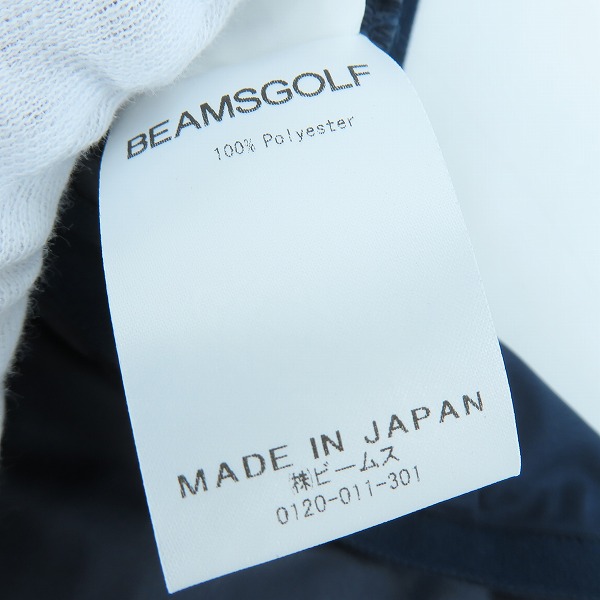 BEAMSGOLF
100% Polyester
MADE IN JAPAN
㈱ビームス
0120-011-301